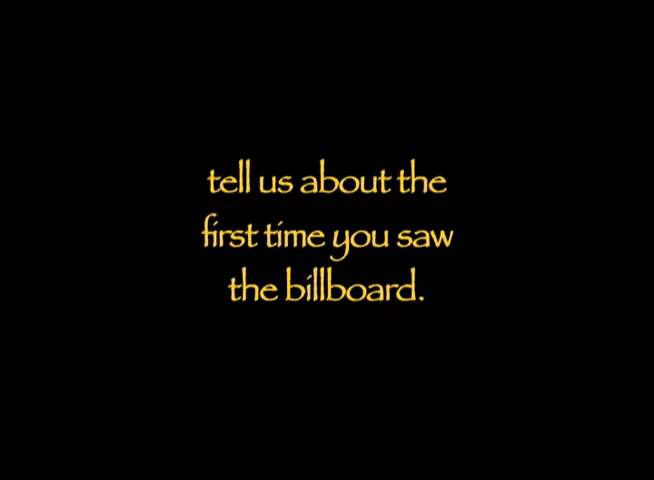 tell us about the
first time you saw
the billboard.